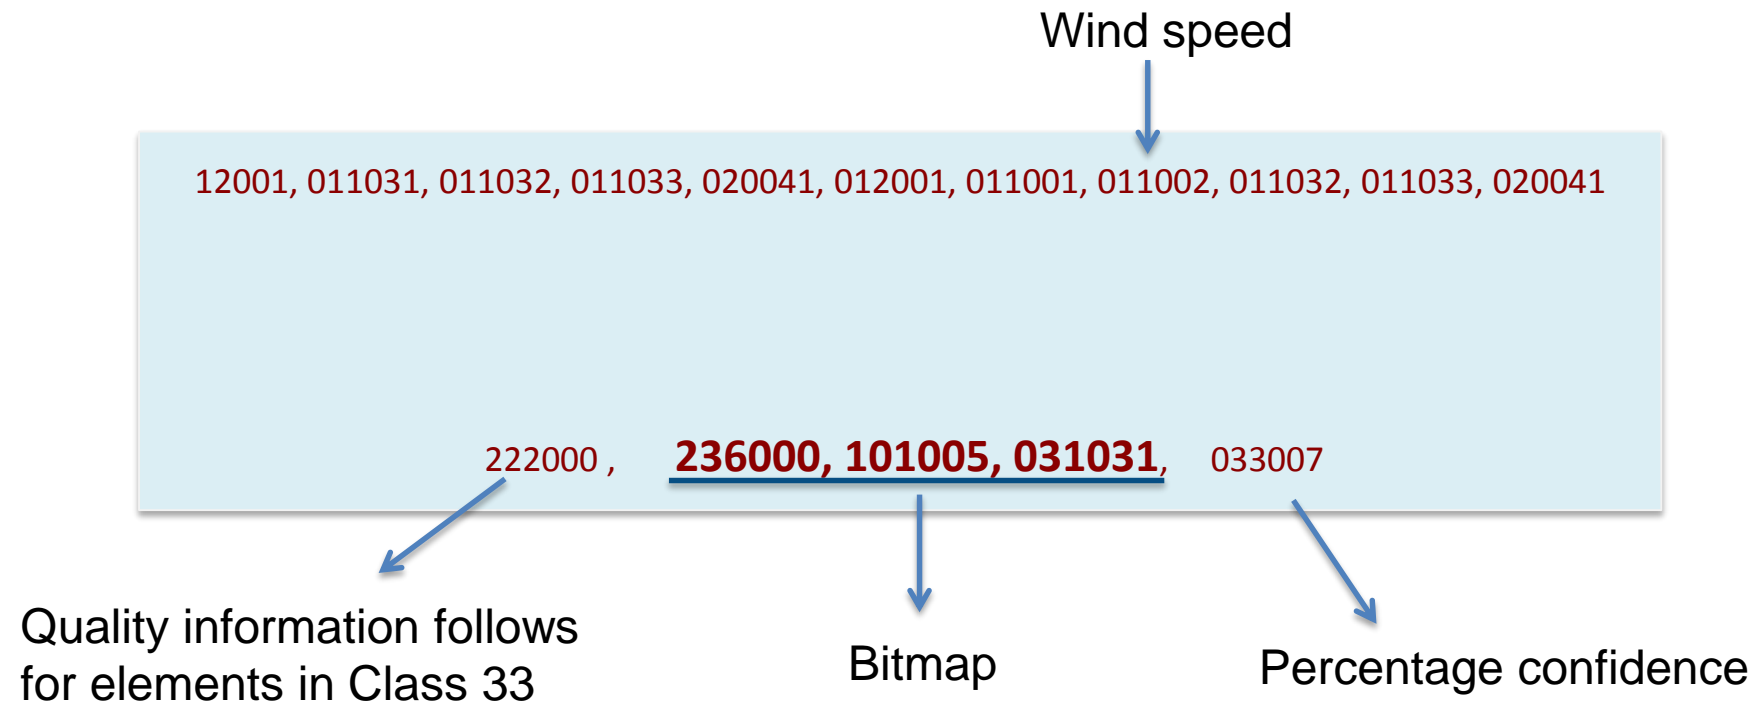 Wind speed
12001, 011031, 011032, 011033, 020041, 012001, 011001, 011002, 011032, 011033, 020041
222000 , 236000, 101005, 031031, 033007
Quality information follows
for elements in Class 33
Bitmap
Percentage confidence